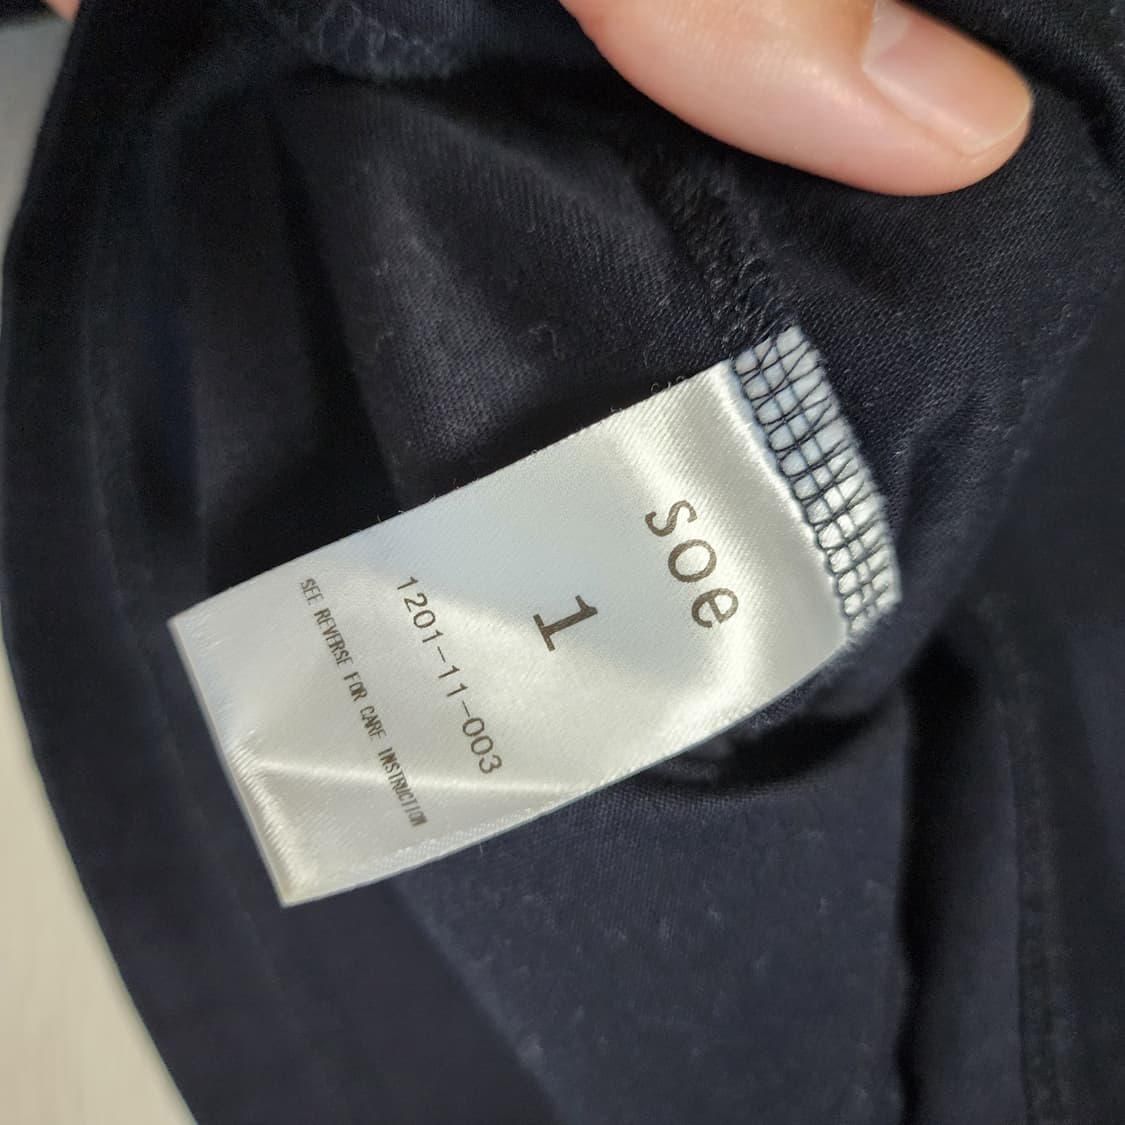 soe
1
1201-11-003
SEE REVERSE FOR CARE INSTRUCTION